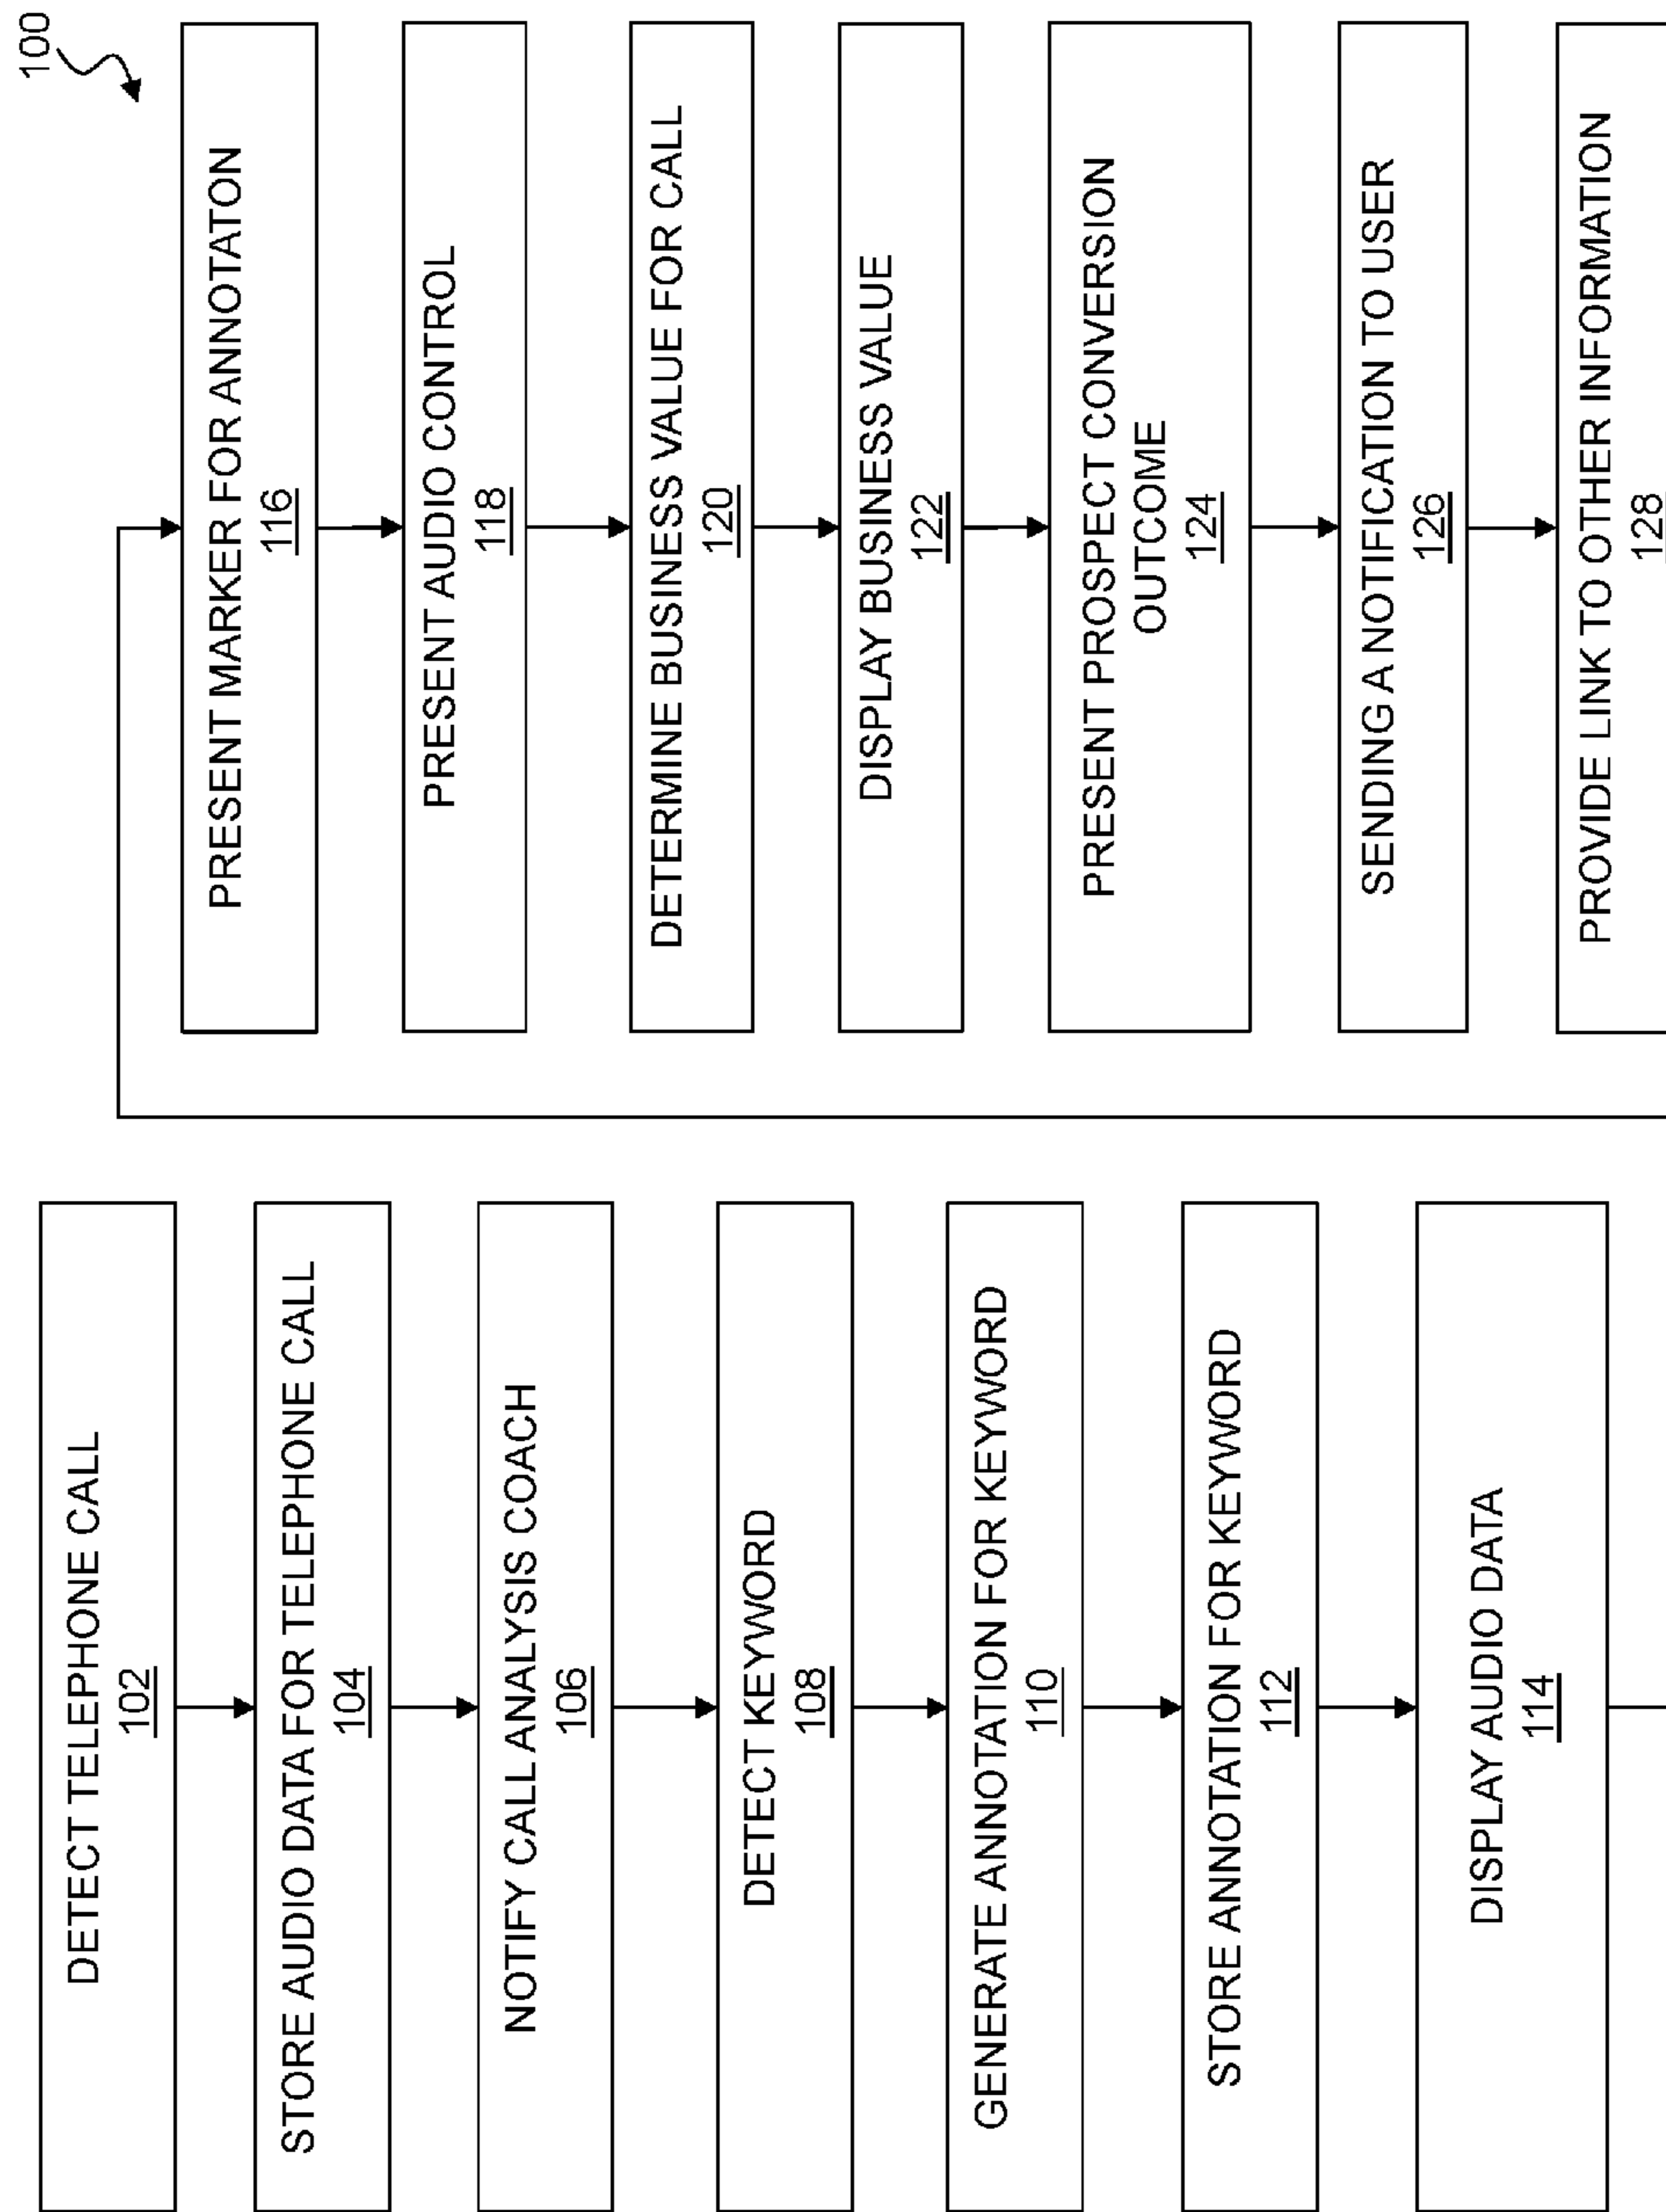 100
DETECT TELEPHONE CALL
102
STORE AUDIO DATA FOR TELEPHONE CALL
104
NOTIFY CALL ANALYSIS COACH
106
DETECT KEYWORD
108
GENERATE ANNOTATION FOR KEYWORD
110
STORE ANNOTATION FOR KEYWORD
112
DISPLAY AUDIO DATA
114
PRESENT MARKER FOR ANNOTATON
116
PRESENT AUDIO CONTROL
118
DETERMINE BUSINESS VALUE FOR CALL
120
DISPLAY BUSINESS VALUE
122
PRESENT PROSPECT CONVERSION
OUTCOME
124
SENDING A NOTIFICATION TO USER
126
PROVIDE LINK TO OTHER INFORMATION
128